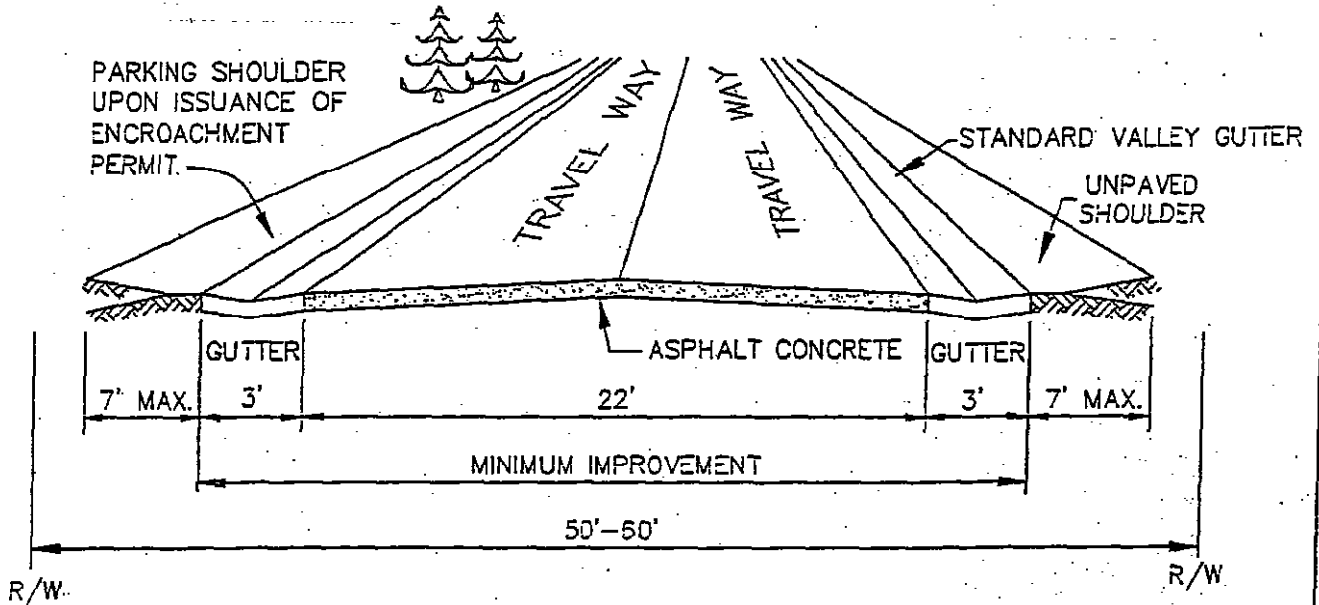 PARKING SHOULDER
UPON ISSUANCE OF
ENCROACHMENT
PERMIT.
TRAVEL WAY
TRAVEL WAY
STANDARD VALLEY GUTTER
UNPAVED
SHOULDER
GUTTER
ASPHALT CONCRETE
GUTTER
7' MAX.
3'
22'
3'
7' MAX.
MINIMUM IMPROVEMENT
50'-60'
R/W
R/W